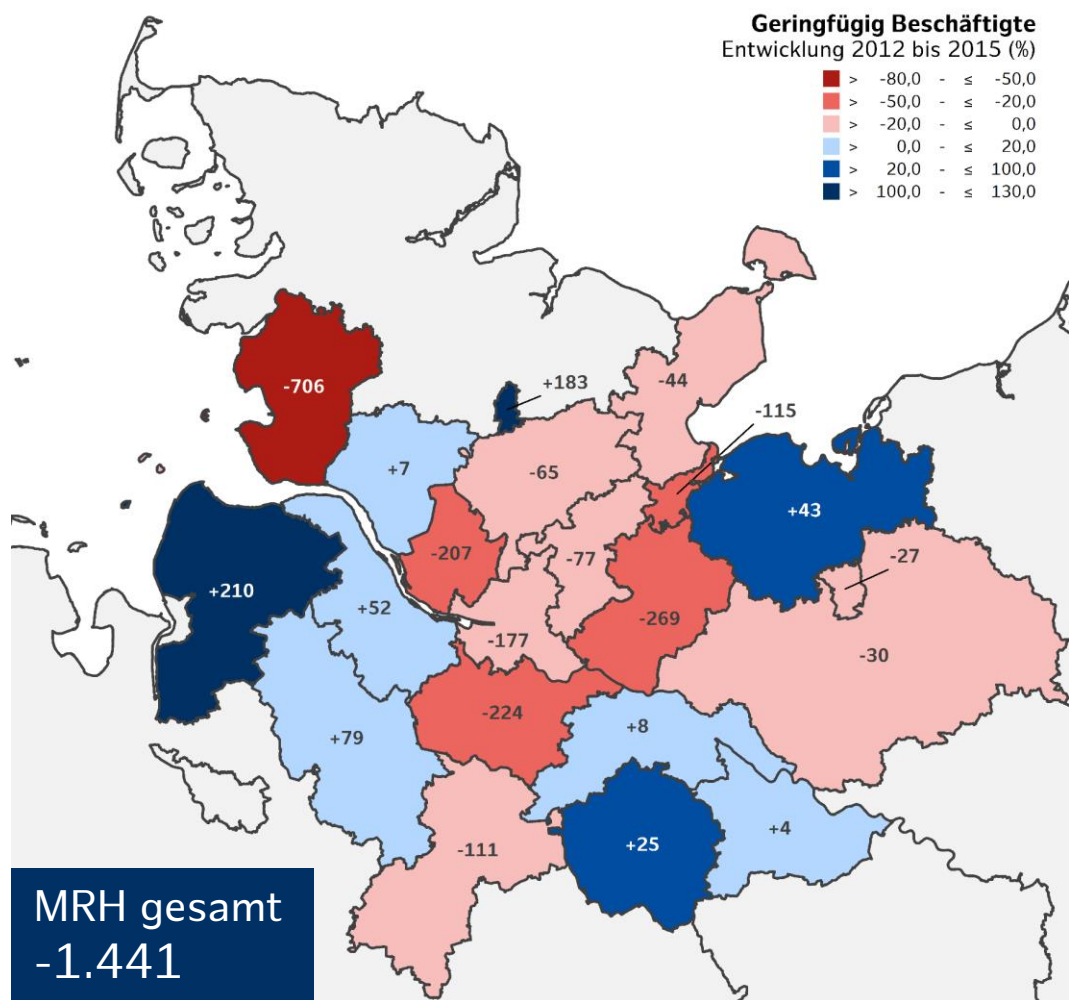 Geringfügig Beschäftigte
Entwicklung 2012 bis 2015 (%)
> -80,0 - ≤ -50,0
> -50,0 - ≤ -20,0
> -20,0 - ≤ 0,0
> 0,0 - ≤ 20,0
> 20,0 - ≤ 100,0
> 100,0 - ≤ 130,0
-706
+183
-44
-115
+7
-65
+43
-207
-77
-27
+210
+52
-177
-269
-30
-224
+8
+79
+4
+25
-111
MRH gesamt
-1.441